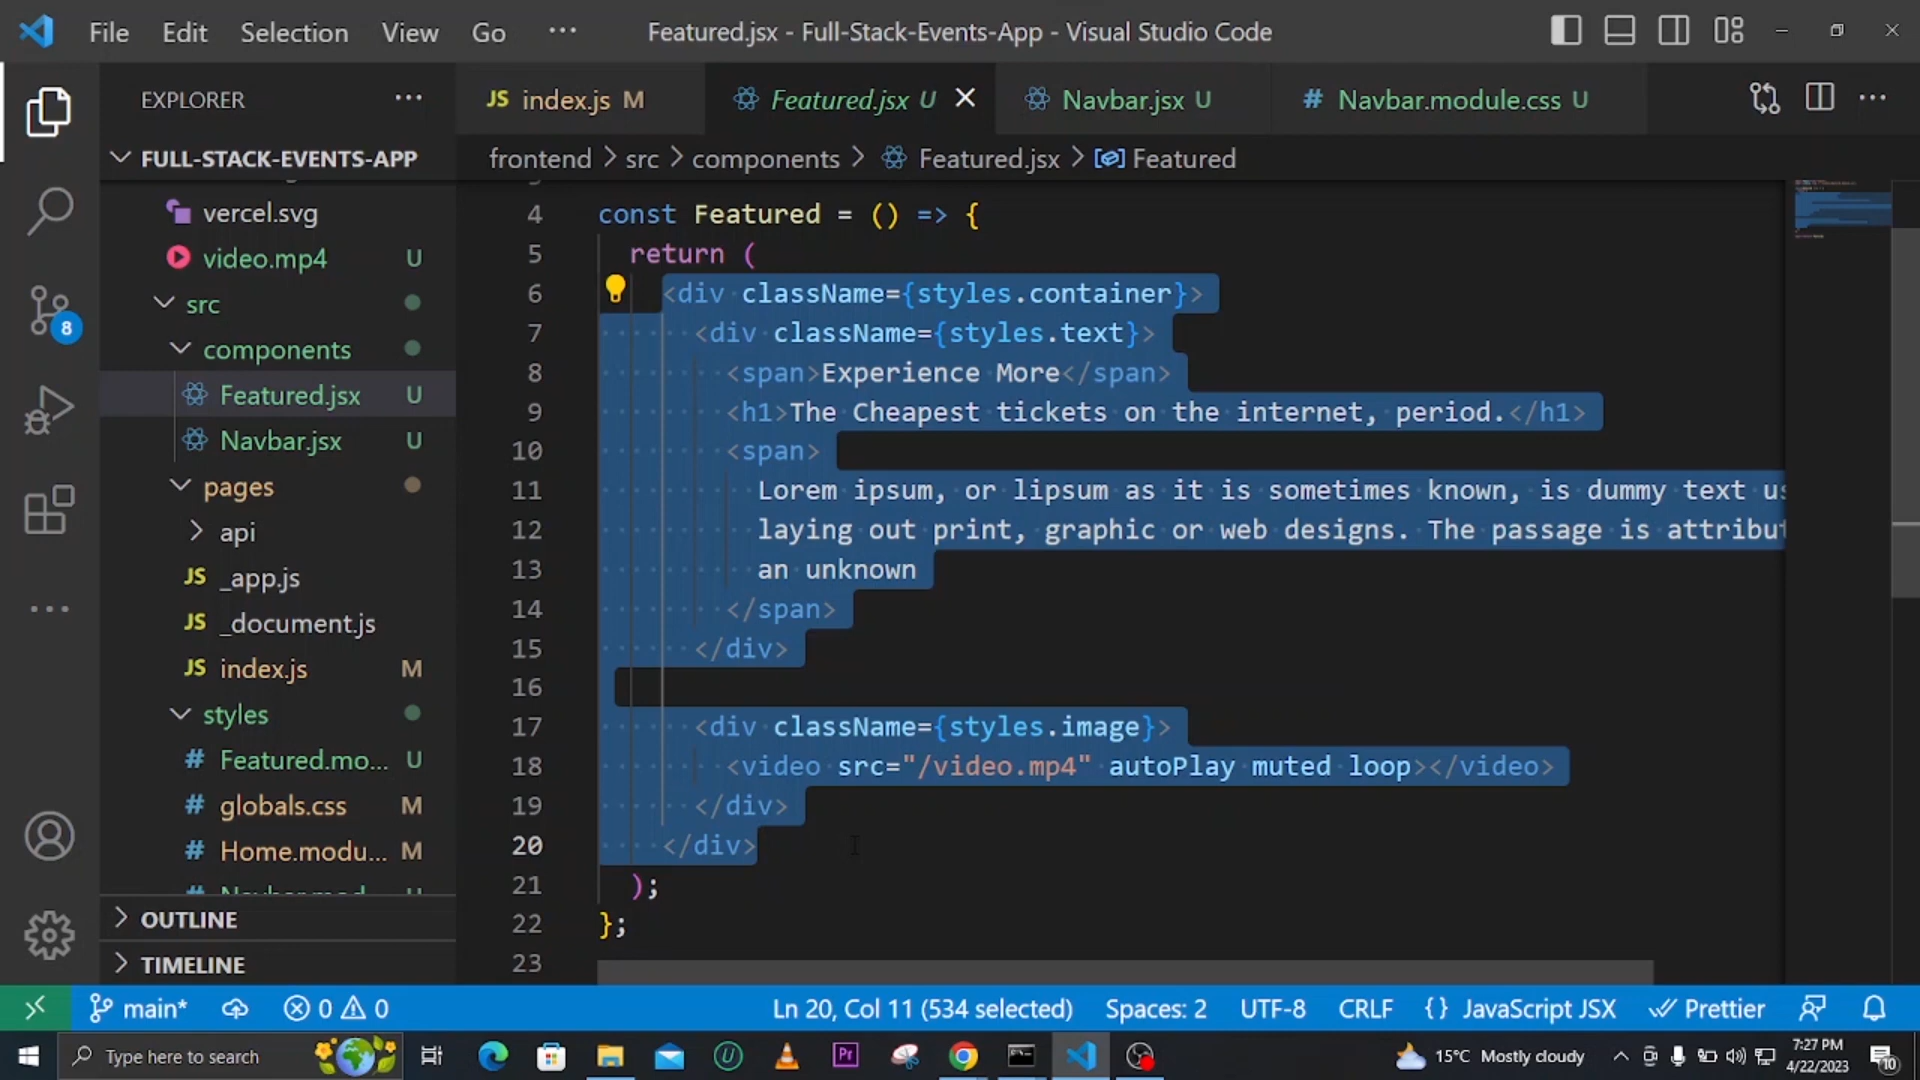 File Edit Selection View Go ··· Featured.jsx - Full-Stack-Events-App - Visual Studio Code
EXPLORER ···
JS index.js M Featured.jsx U Navbar.jsx U # Navbar.module.css U
FULL-STACK-EVENTS-APP
frontend > src > components > Featured.jsx > Featured
vercel.svg
video.mp4 U
src
components
Featured.jsx U
Navbar.jsx U
pages
api
JS _app.js
JS _document.js
JS index.js M
styles
# Featured.mo... U
# globals.css M
# Home.modu... M
OUTLINE
TIMELINE
8
4 const Featured = () => {
5 return (
6 <div className={styles.container}>
7 <div className={styles.text}>
8 <span>Experience More</span>
9 <h1>The Cheapest tickets on the internet, period.</h1>
10 <span>
11 Lorem ipsum, or lipsum as it is sometimes known, is dummy text us
12 laying out print, graphic or web designs. The passage is attribut
13 an unknown
14 </span>
15 </div>
16
17 <div className={styles.image}>
18 <video src="/video.mp4" autoPlay muted loop></video>
19 </div>
20 </div>
21 );
22 };
23
main* 0 0 Ln 20, Col 11 (534 selected) Spaces: 2 UTF-8 CRLF {} JavaScript JSX Prettier
Type here to search Pr 15°C Mostly cloudy 7:27 PM
4/22/2023
10